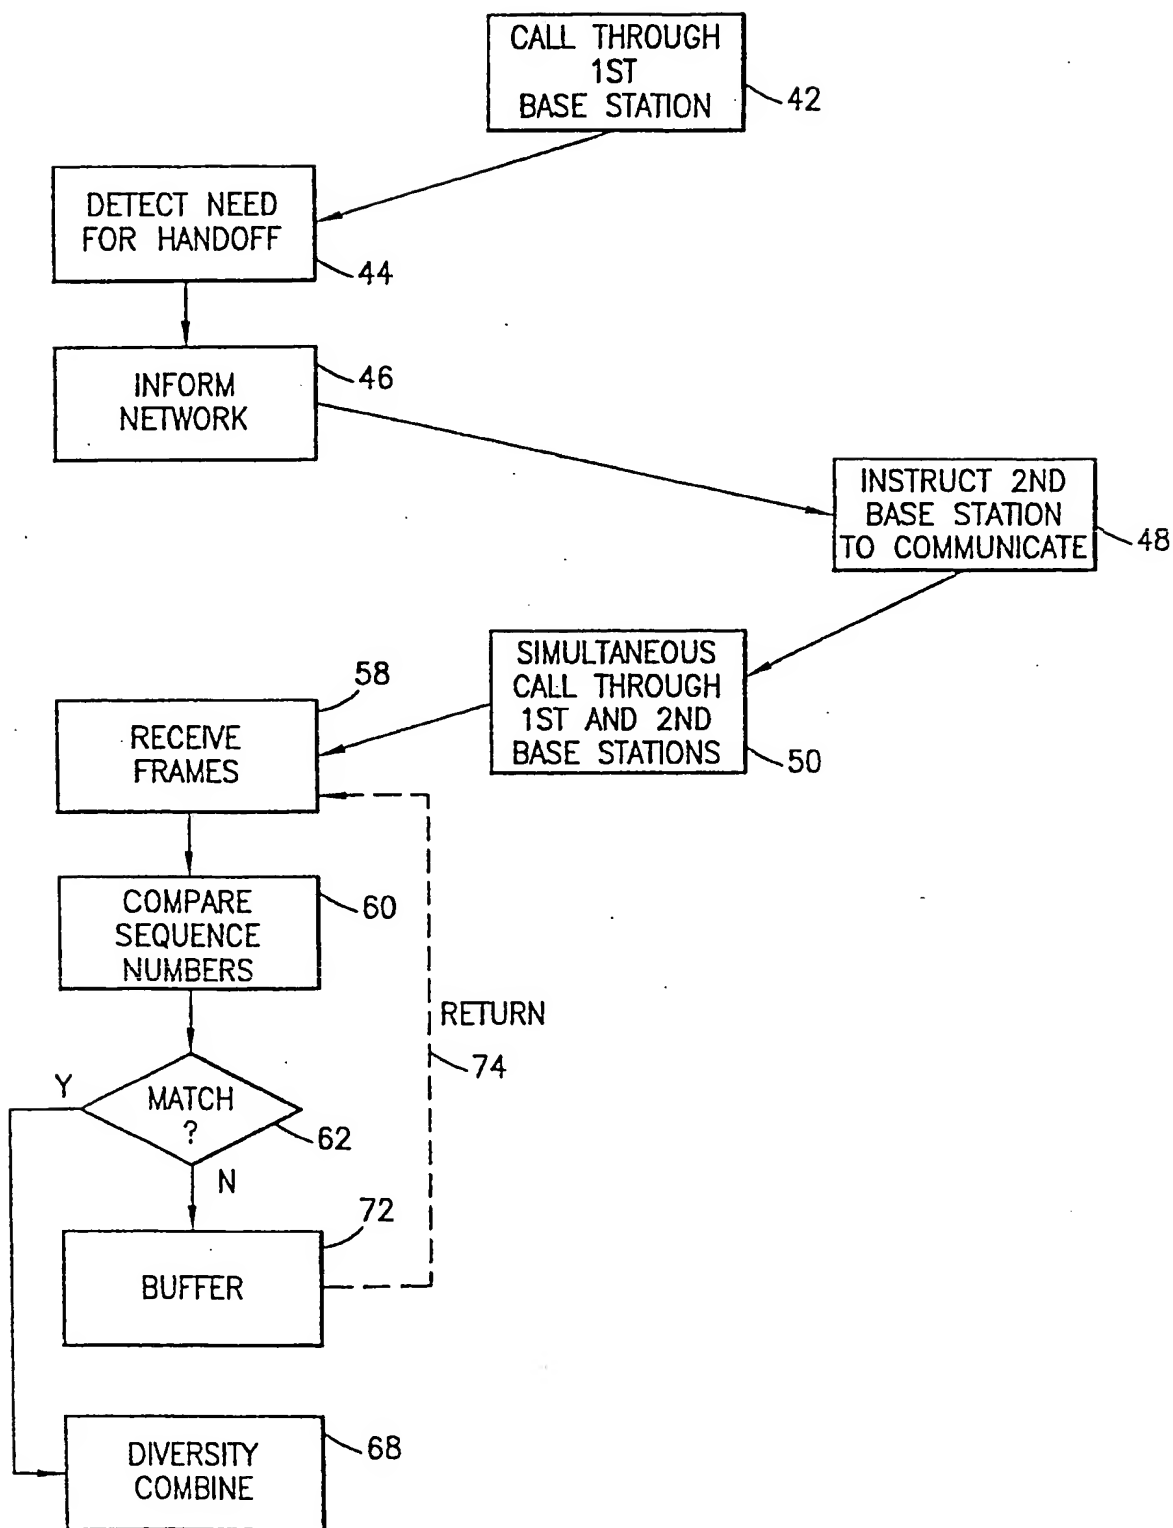 CALL THROUGH
1ST
BASE STATION
42
DETECT NEED
FOR HANDOFF
44
INFORM
NETWORK
46
INSTRUCT 2ND
BASE STATION
TO COMMUNICATE
48
SIMULTANEOUS
CALL THROUGH
1ST AND 2ND
BASE STATIONS
50
58
RECEIVE
FRAMES
COMPARE
SEQUENCE
NUMBERS
60
RETURN
74
Y
MATCH
?
62
N
72
BUFFER
DIVERSITY
COMBINE
68